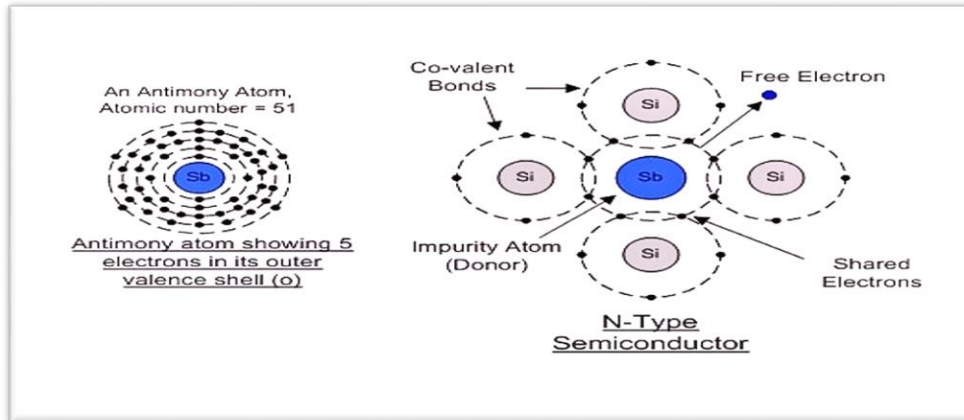 An Antimony Atom,
Atomic number = 51
Sb
Antimony atom showing 5
electrons in its outer
valence shell (o)
Co-valent
Bonds
Free Electron
Si
Si
Sb
Si
Si
Impurity Atom
(Donor)
Shared
Electrons
N-Type
Semiconductor